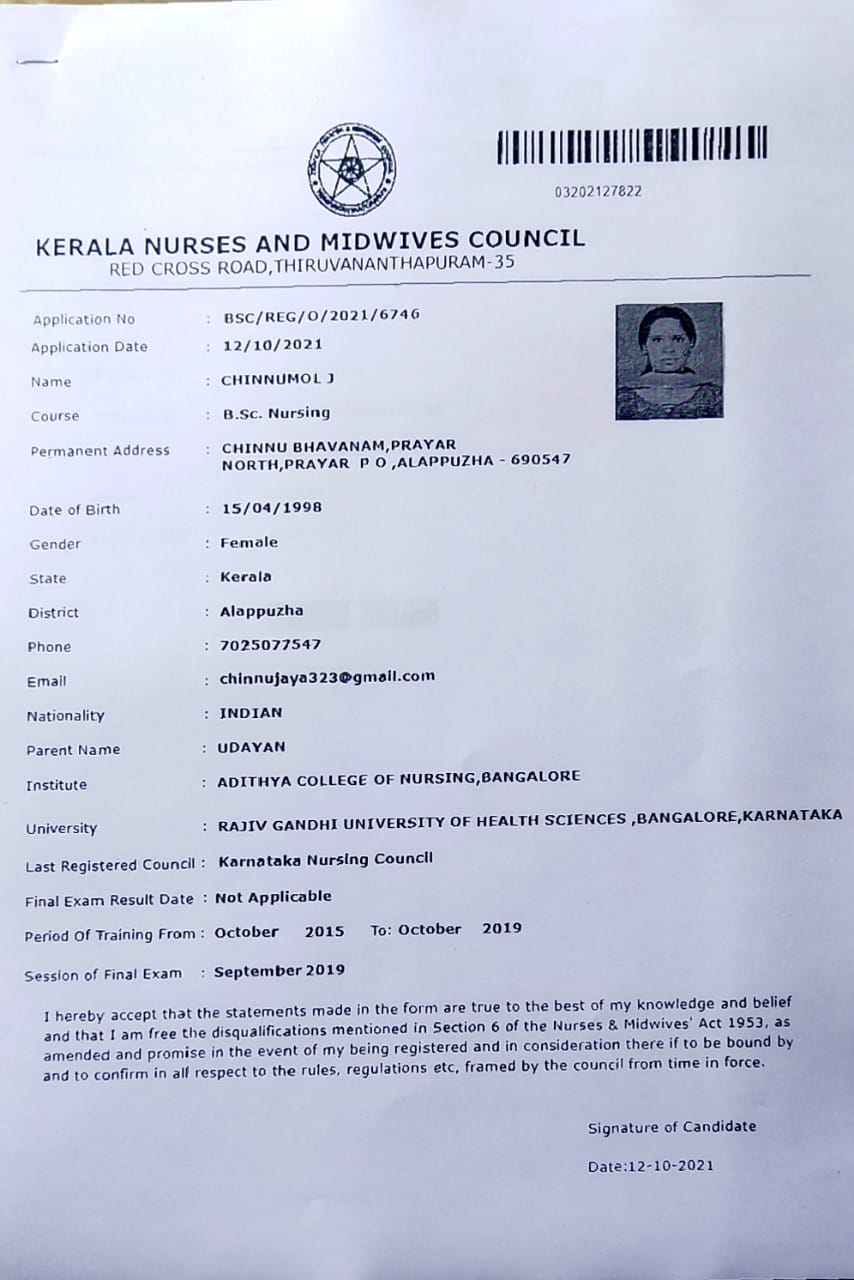 03202127822
KERALA NURSES AND MIDWIVES COUNCIL
RED CROSS ROAD,THIRUVANANTHAPURAM-35
Application No : BSC/REG/O/2021/6746
Application Date : 12/10/2021
Name : CHINNUMOL J
Course : B.Sc. Nursing
Permanent Address : CHINNU BHAVANAM,PRAYAR
NORTH,PRAYAR P O ,ALAPPUZHA - 690547
Date of Birth : 15/04/1998
Gender : Female
State : Kerala
District : Alappuzha
Phone : 7025077547
Email : chinnujaya323@gmail.com
Nationality : INDIAN
Parent Name : UDAYAN
Institute : ADITHYA COLLEGE OF NURSING,BANGALORE
University : RAJIV GANDHI UNIVERSITY OF HEALTH SCIENCES ,BANGALORE,KARNATAKA
Last Registered Council : Karnataka Nursing Council
Final Exam Result Date : Not Applicable
Period Of Training From : October 2015 To: October 2019
Session of Final Exam : September 2019
I hereby accept that the statements made in the form are true to the best of my knowledge and belief
and that I am free the disqualifications mentioned in Section 6 of the Nurses & Midwives' Act 1953, as
amended and promise in the event of my being registered and in consideration there if to be bound by
and to confirm in all respect to the rules, regulations etc, framed by the council from time in force.
Signature of Candidate
Date:12-10-2021